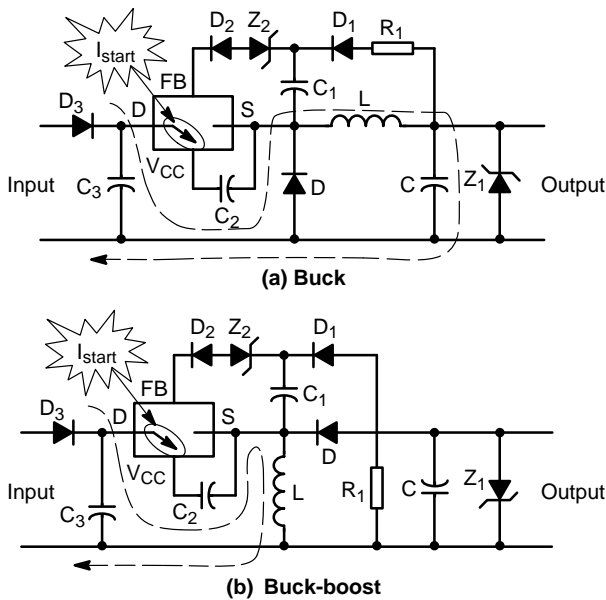 D2 Z2 D1 R1
Istart
FB
C1
D3 D S L
VCC
Input C3 C2 D C Z1 Output
(a) Buck
D2 Z2 D1
Istart
FB
C1
D3 D S
D
VCC
Input C3 C2 L R1 C Z1 Output
(b) Buck-boost